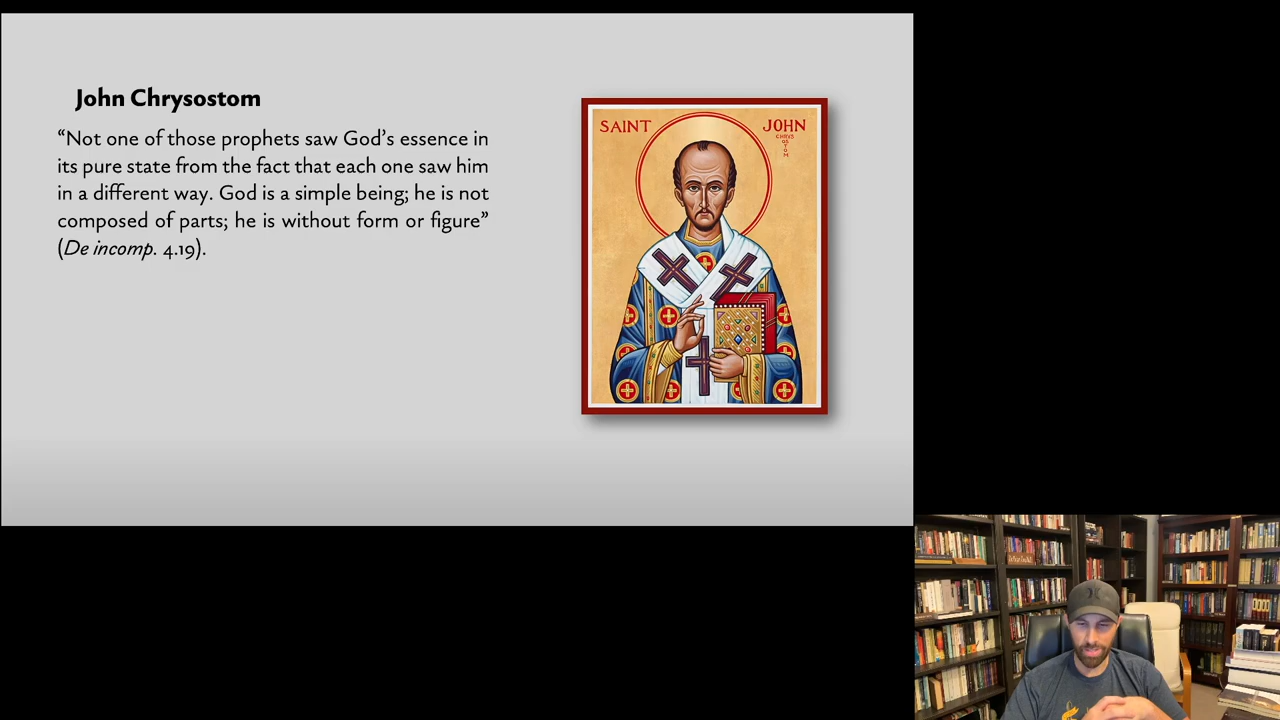 John Chrysostom
“Not one of those prophets saw God’s essence in
its pure state from the fact that each one saw him
in a different way. God is a simple being; he is not
composed of parts; he is without form or figure”
(De incomp. 4.19).
SAINT JOHN
CHRYS
OS
T
O
M